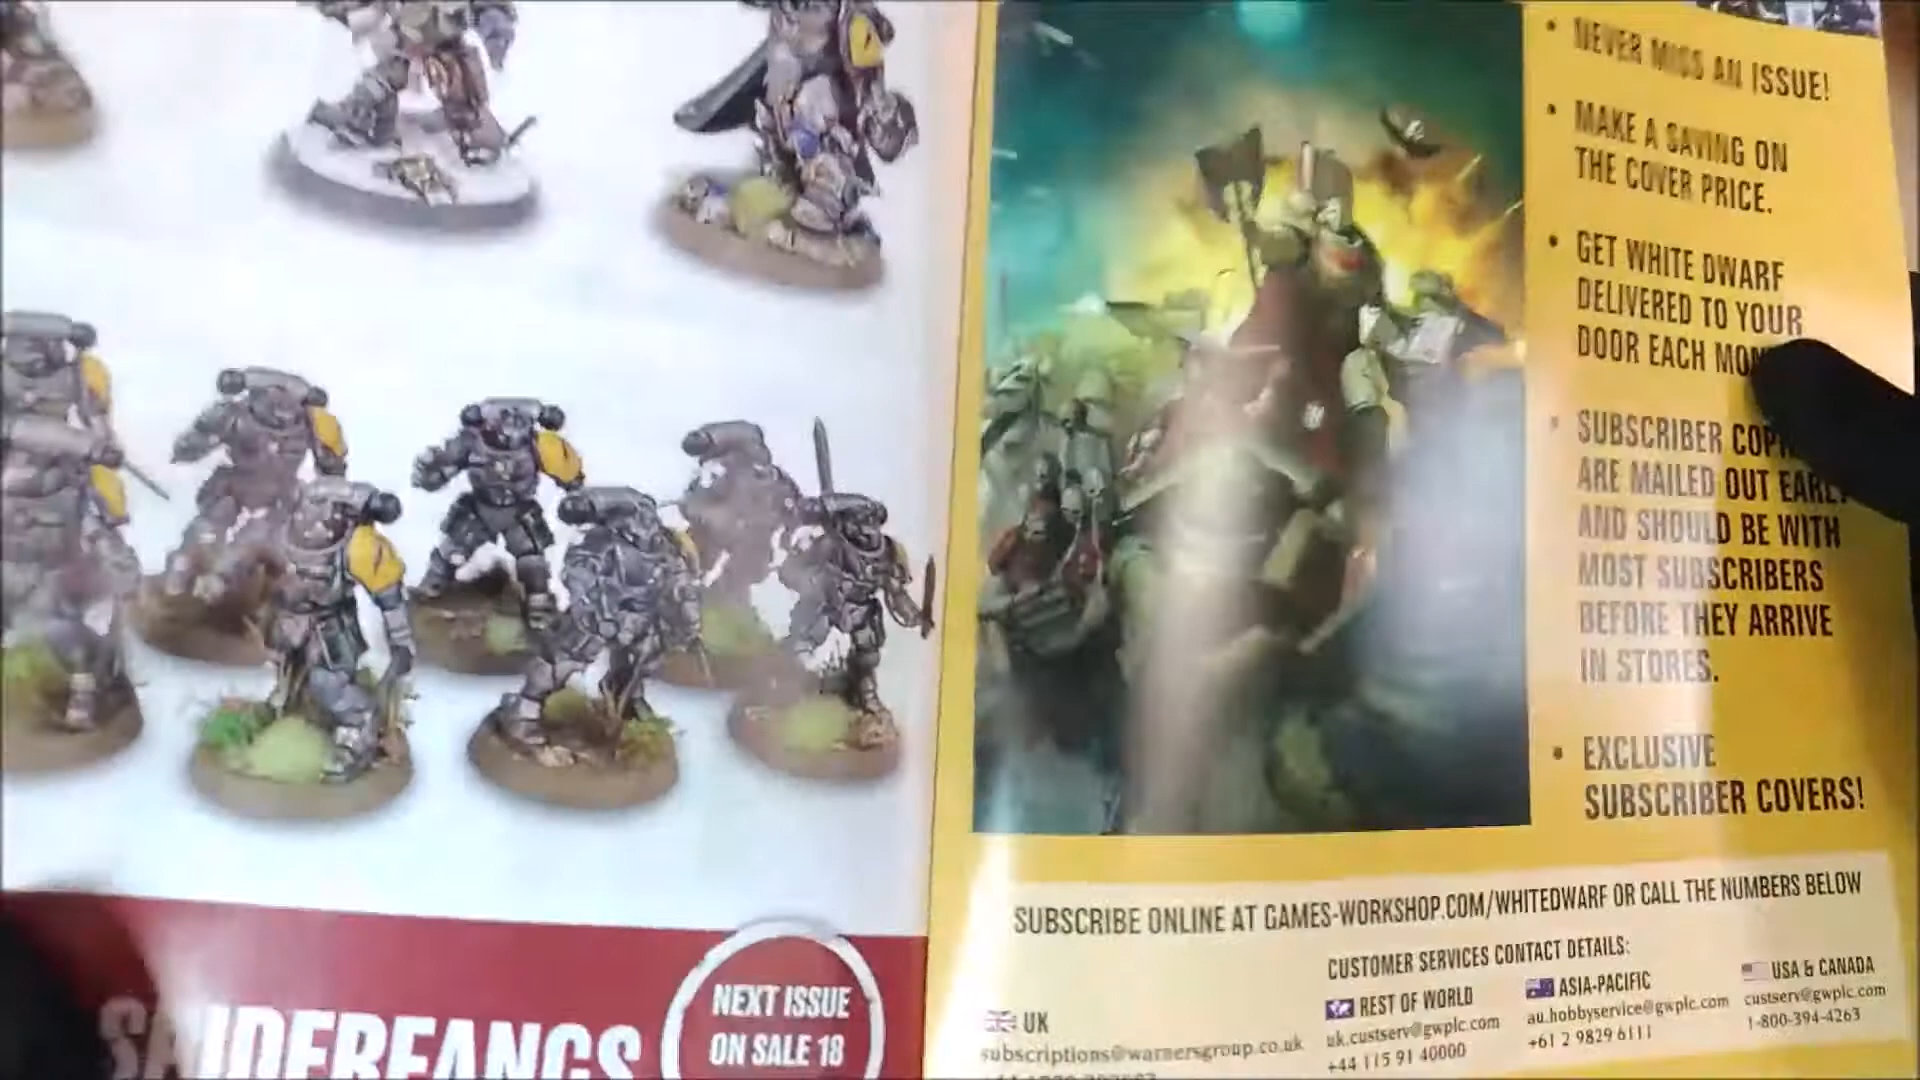 SPIDERFANGS
NEXT ISSUE
ON SALE 18
• NEVER MISS AN ISSUE!
• MAKE A SAVING ON
THE COVER PRICE.
• GET WHITE DWARF
DELIVERED TO YOUR
DOOR EACH
• SUBSCRIBER
ARE MAILED OUT EARLY
AND SHOULD BE WITH
MOST SUBSCRIBERS
BEFORE THEY ARRIVE
IN STORES.
• EXCLUSIVE
SUBSCRIBER COVERS!
SUBSCRIBE ONLINE AT GAMES-WORKSHOP.COM/WHITEDWARF OR CALL THE NUMBERS BELOW
CUSTOMER SERVICES CONTACT DETAILS:
UK
subscriptions@warnersgroup.co.uk
REST OF WORLD
uk.custserv@gwplc.com
+44 115 91 40000
ASIA-PACIFIC
au.hobbyservice@gwplc.com
+61 2 9829 6111
USA & CANADA
custserv@gwplc.com
1-800-394-4263